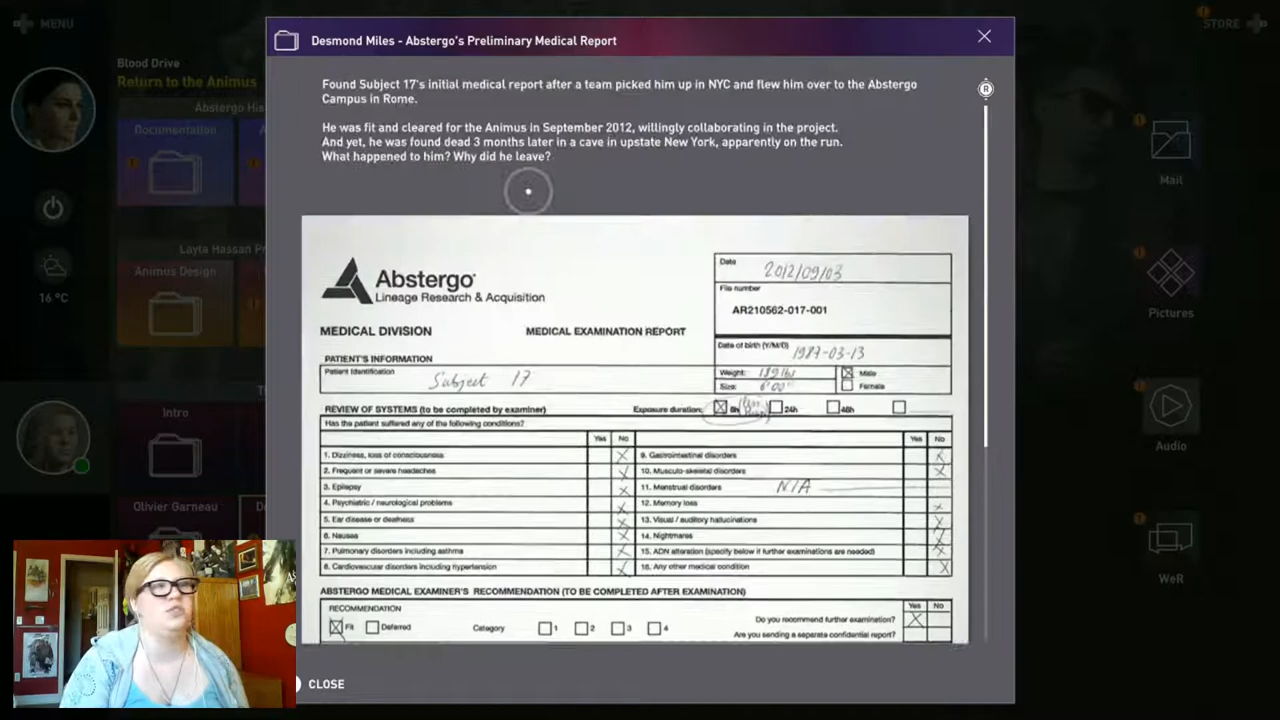 MENU
STORE
Blood Drive
Return to the Animus
Abstergo His
Documentation
A
Layta Hassan Pr
Animus Design
16 °C
Intro
Olivier Garneau
D
Desmond Miles - Abstergo's Preliminary Medical Report
Found Subject 17's initial medical report after a team picked him up in NYC and flew him over to the Abstergo
Campus in Rome.
He was fit and cleared for the Animus in September 2012, willingly collaborating in the project.
And yet, he was found dead 3 months later in a cave in upstate New York, apparently on the run.
What happened to him? Why did he leave?
R
Abstergo
Lineage Research & Acquisition
Date
2012/09/03
File number
AR210562-017-001
MEDICAL DIVISION
MEDICAL EXAMINATION REPORT
Date of birth (Y/M/D)
1987-03-13
PATIENT'S INFORMATION
Patient Identification
Subject 17
Weight:
Size: 6'00"
Male
Female
REVIEW OF SYSTEMS (to be completed by examiner)
Exposure duration:
24h
48h
Has the patient suffered any of the following conditions?
Yes No
Yes No
1. Dizziness, loss of consciousness
9. Gastrointestinal disorders
2. Frequent or severe headaches
10. Musculo-skeletal disorders
3. Epilepsy
11. Menstrual disorders N/A
4. Psychiatric / neurological problems
12. Memory loss
5. Ear disease or deafness
13. Visual / auditory hallucinations
6. Nausea
14. Nightmares
7. Pulmonary disorders including asthma
15. ADN alteration (specify below if further examinations are needed)
8. Cardiovascular disorders including hypertension
16. Any other medical condition
ABSTERGO MEDICAL EXAMINER'S RECOMMENDATION (TO BE COMPLETED AFTER EXAMINATION)
RECOMMENDATION
Yes No
Fit
Deferred
Category
1
2
3
4
Do you recommend further examination?
Are you sending a separate confidential report?
CLOSE
Mail
Pictures
Audio
WeR